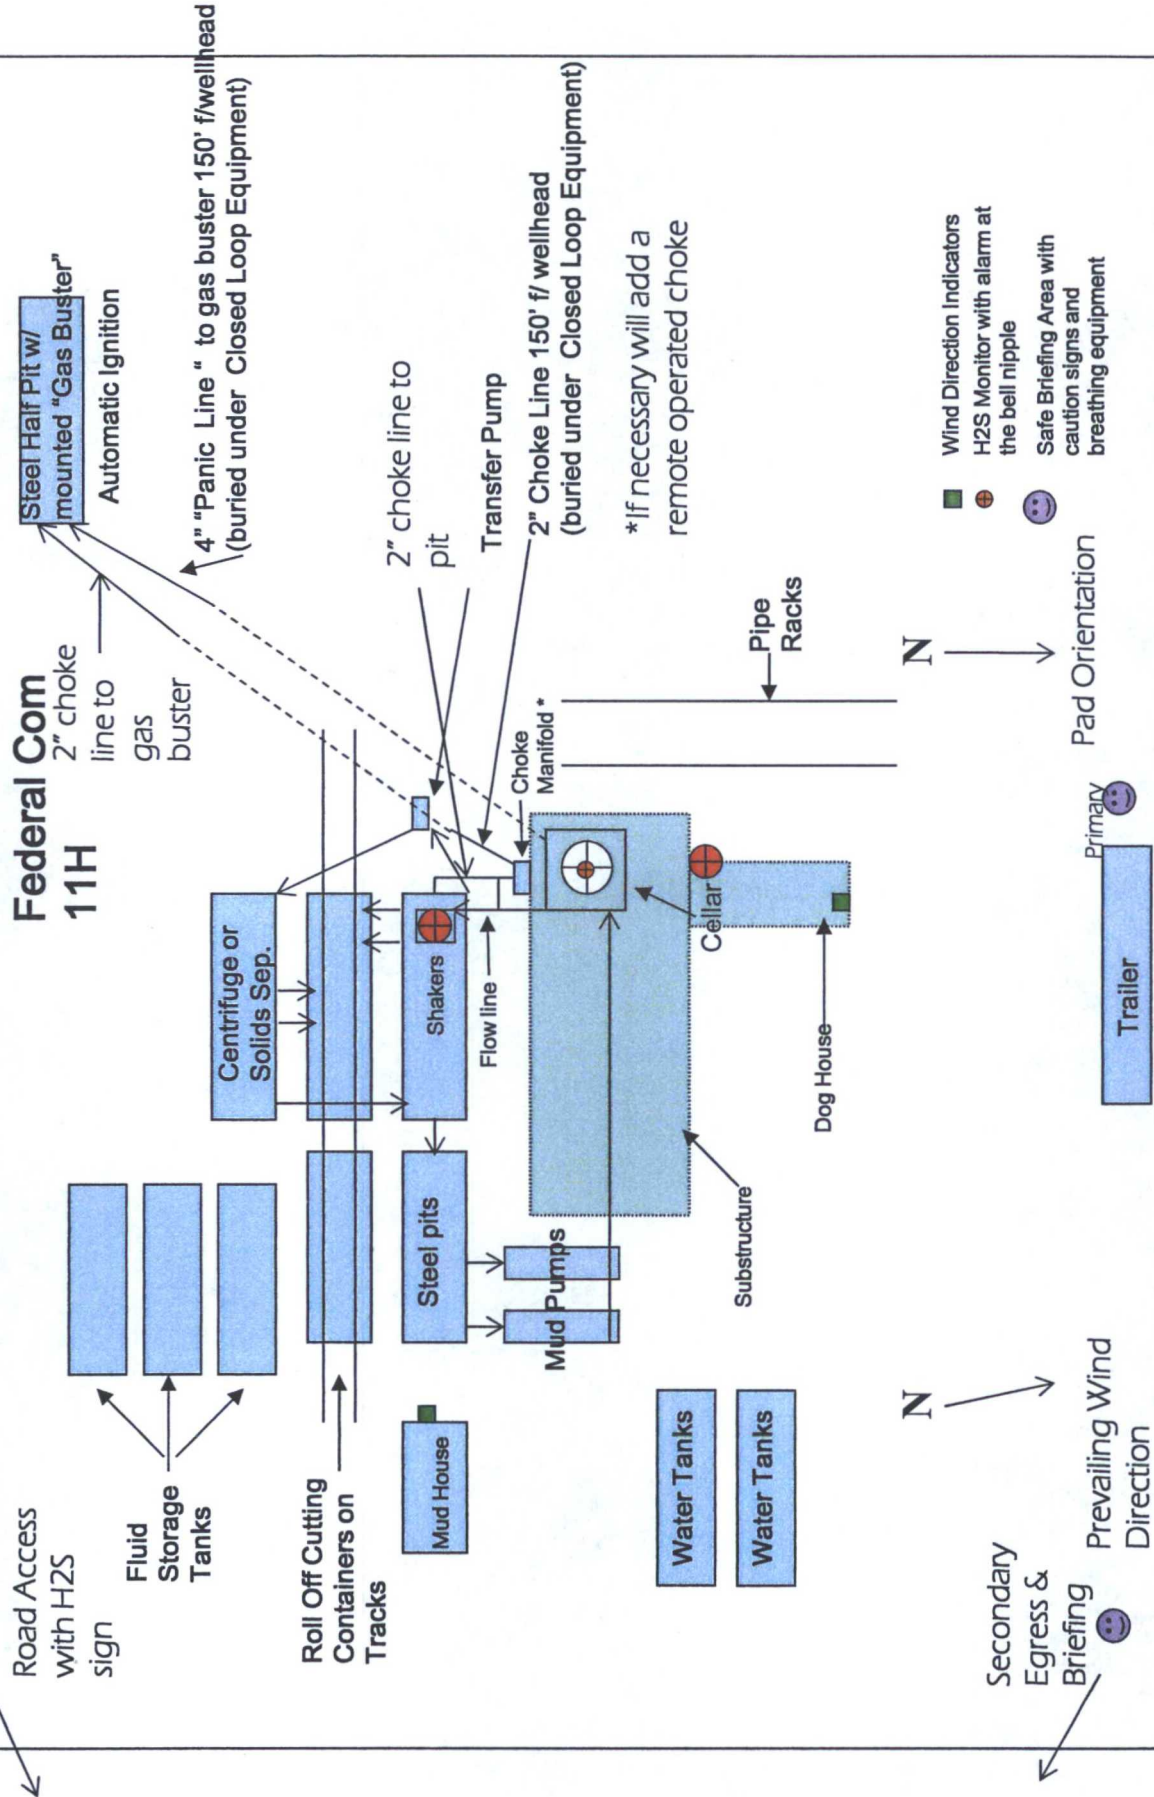 Federal Com
11H
Road Access
with H2S
sign
Steel Half Pit w/
mounted "Gas Buster"
Automatic Ignition
2" choke
line to
gas
buster
4" "Panic Line" to gas buster 150' f/wellhead
(buried under Closed Loop Equipment)
Fluid
Storage
Tanks
Centrifuge or
Solids Sep.
Roll Off Cutting
Containers on
Tracks
2" choke line to
pit
Transfer Pump
2" Choke Line 150' f/ wellhead
(buried under Closed Loop Equipment)
Mud House
Steel pits
Shakers
Flow line
Choke
Manifold *
*If necessary will add a
remote operated choke
Mud Pumps
Water Tanks
Water Tanks
Substructure
Cellar
Dog House
Pipe
Racks
N
Prevailing Wind
Direction
N
Pad Orientation
Wind Direction Indicators
H2S Monitor with alarm at
the bell nipple
Safe Briefing Area with
caution signs and
breathing equipment
Secondary
Egress &
Briefing
Trailer
Primary